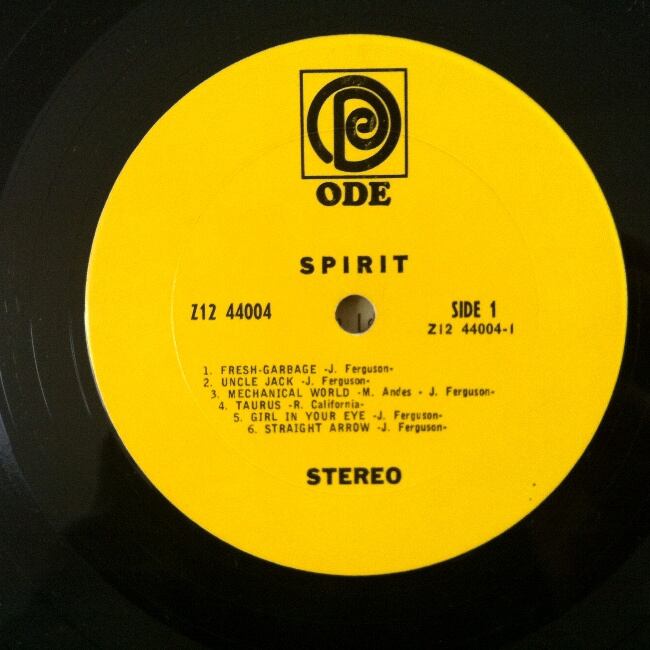 ODE
SPIRIT
Z12 44004
SIDE 1
Z12 44004-1
1. FRESH-GARBAGE -J. Ferguson-
2. UNCLE JACK -J. Ferguson-
3. MECHANICAL WORLD -M. Andes - J. Ferguson-
4. TAURUS -R. California-
5. GIRL IN YOUR EYE -J. Ferguson-
6. STRAIGHT ARROW -J. Ferguson-
STEREO